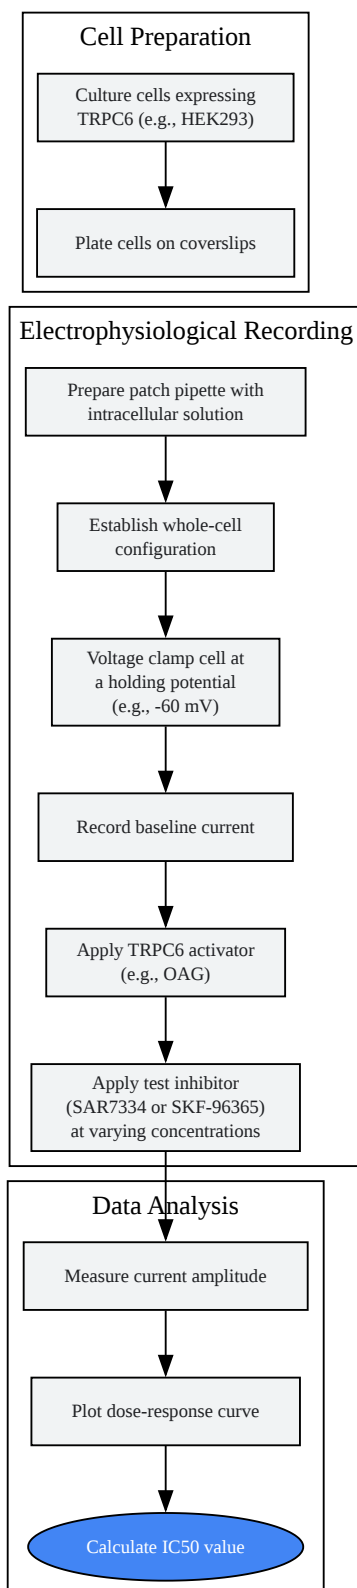 Cell Preparation
Culture cells expressing
TRPC6 (e.g., HEK293)
Plate cells on coverslips
Electrophysiological Recording
Prepare patch pipette with
intracellular solution
Establish whole-cell
configuration
Voltage clamp cell at
a holding potential
(e.g., -60 mV)
Record baseline current
Apply TRPC6 activator
(e.g., OAG)
Apply test inhibitor
(SAR7334 or SKF-96365)
at varying concentrations
Data Analysis
Measure current amplitude
Plot dose-response curve
Calculate IC50 value